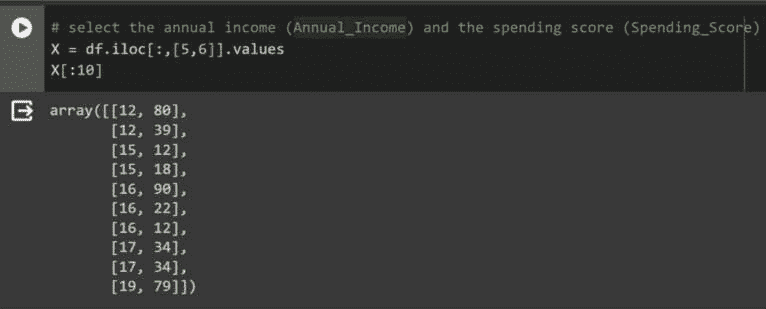 # select the annual income (Annual_Income) and the spending score (Spending_Score)
X = df.iloc[:,[5,6]].values
X[:10]
array([[12, 80],
       [12, 39],
       [15, 12],
       [15, 18],
       [16, 90],
       [16, 22],
       [16, 12],
       [17, 34],
       [17, 34],
       [19, 79]])